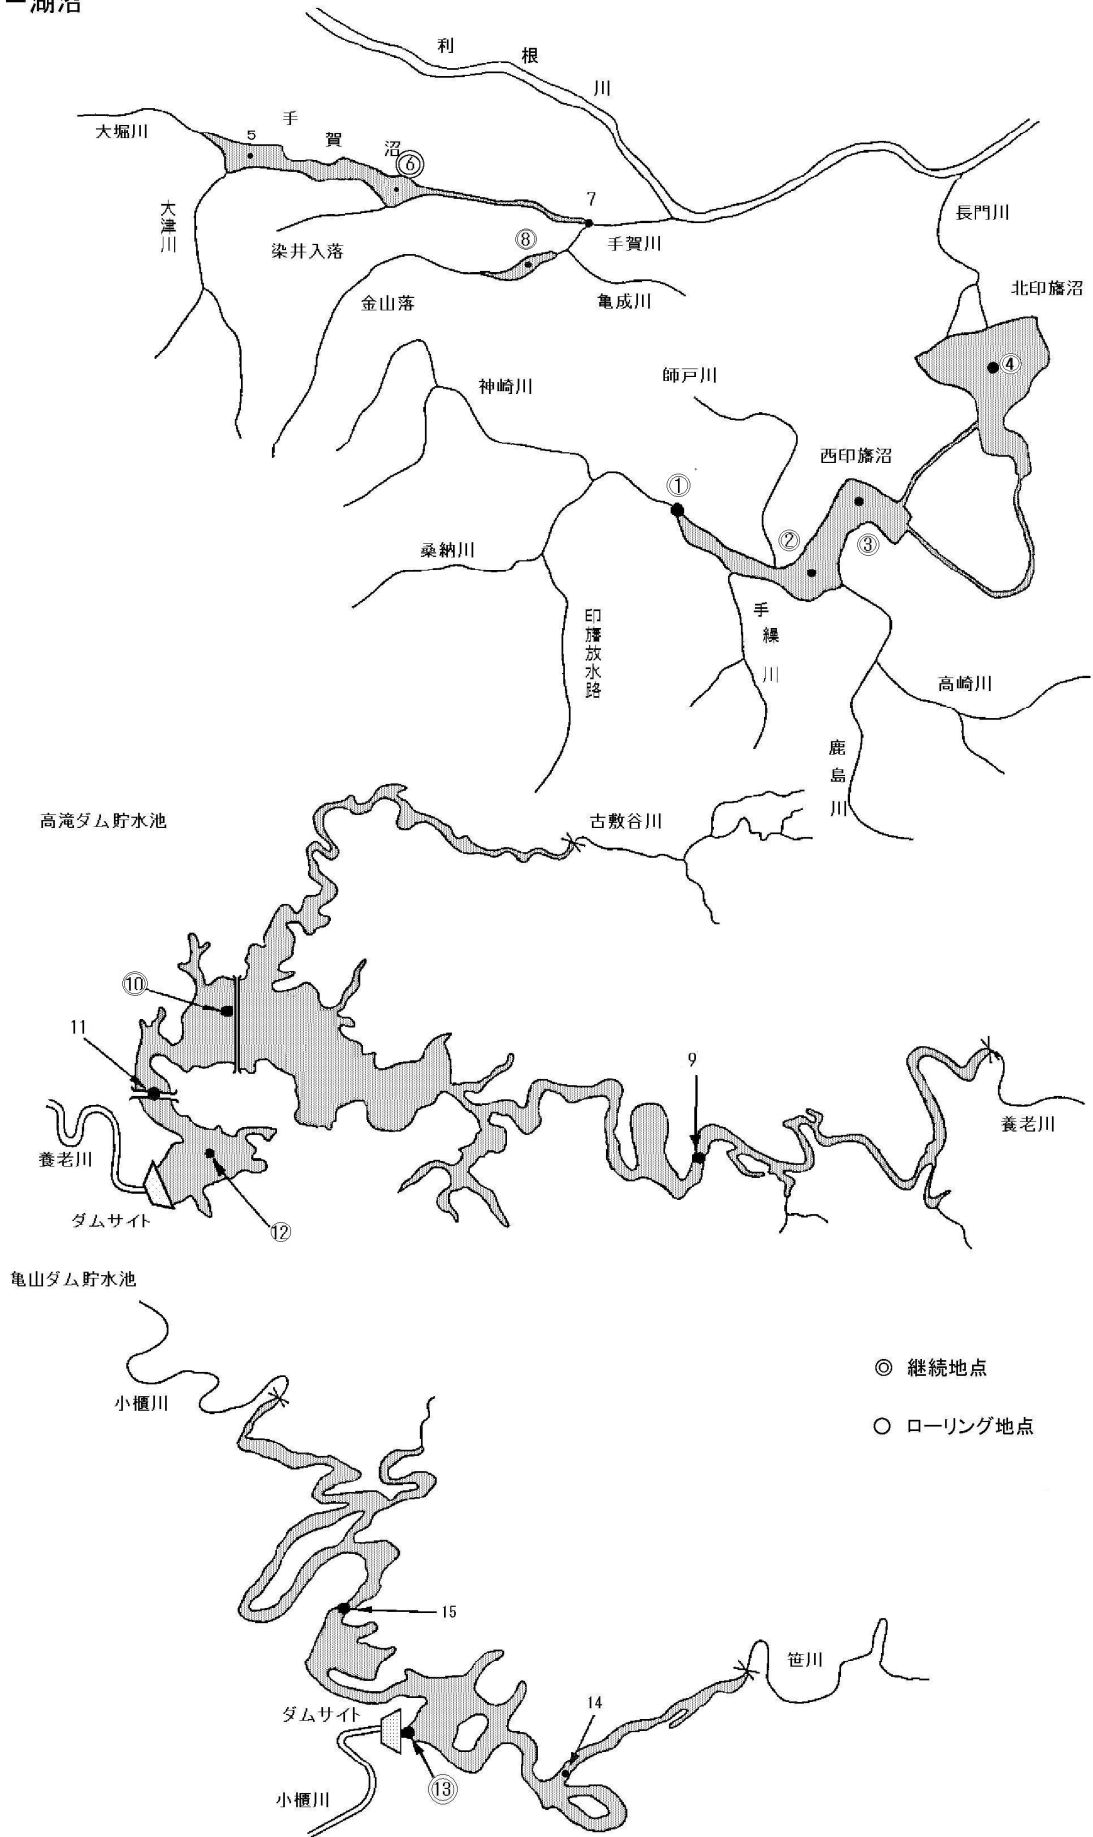 ー湖沼
利根川
手賀沼
大堀川
5
⑥
7
大津川
染井入落
⑧
手賀川
長門川
金山落
亀成川
北印旛沼
④
神崎川
師戸川
西印旛沼
①
②
③
桑納川
印旛放水路
手繰川
高崎川
鹿島川
高滝ダム貯水池
古敷谷川
⑩
11
9
養老川
養老川
ダムサイト
⑫
亀山ダム貯水池
◎ 継続地点
小櫃川
○ ローリング地点
15
笹川
ダムサイト
14
⑬
小櫃川